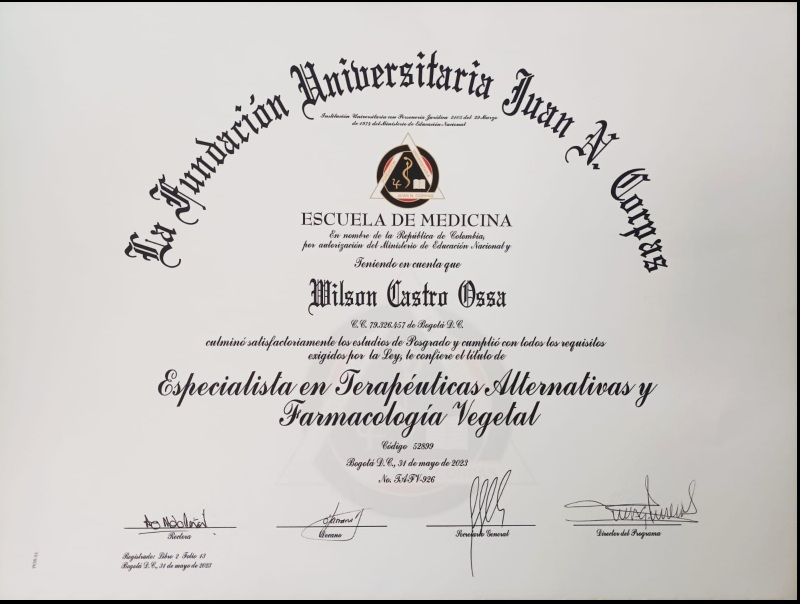 La Fundación Universitaria Juan N. Corpas
Institución Universitaria con Personería Jurídica 2105 del 29 Marzo
de 1974 del Ministerio de Educación Nacional
ESCUELA DE MEDICINA
En nombre de la República de Colombia,
por autorización del Ministerio de Educación Nacional y
Teniendo en cuenta que
Wilson Castro Ossa
C.C. 79.326.457 de Bogotá D.C.
culminó satisfactoriamente los estudios de Posgrado y cumplió con todos los requisitos
exigidos por la Ley, le confiere el título de
Especialista en Terapéuticas Alternativas y
Farmacología Vegetal
Código 52899
Bogotá D.C., 31 de mayo de 2023
No. TAFV-926
Rectora
Decano
Secretario General
Director del Programa
Registrado: Libro 2 Folio 13
Bogotá D.C., 31 de mayo de 2023